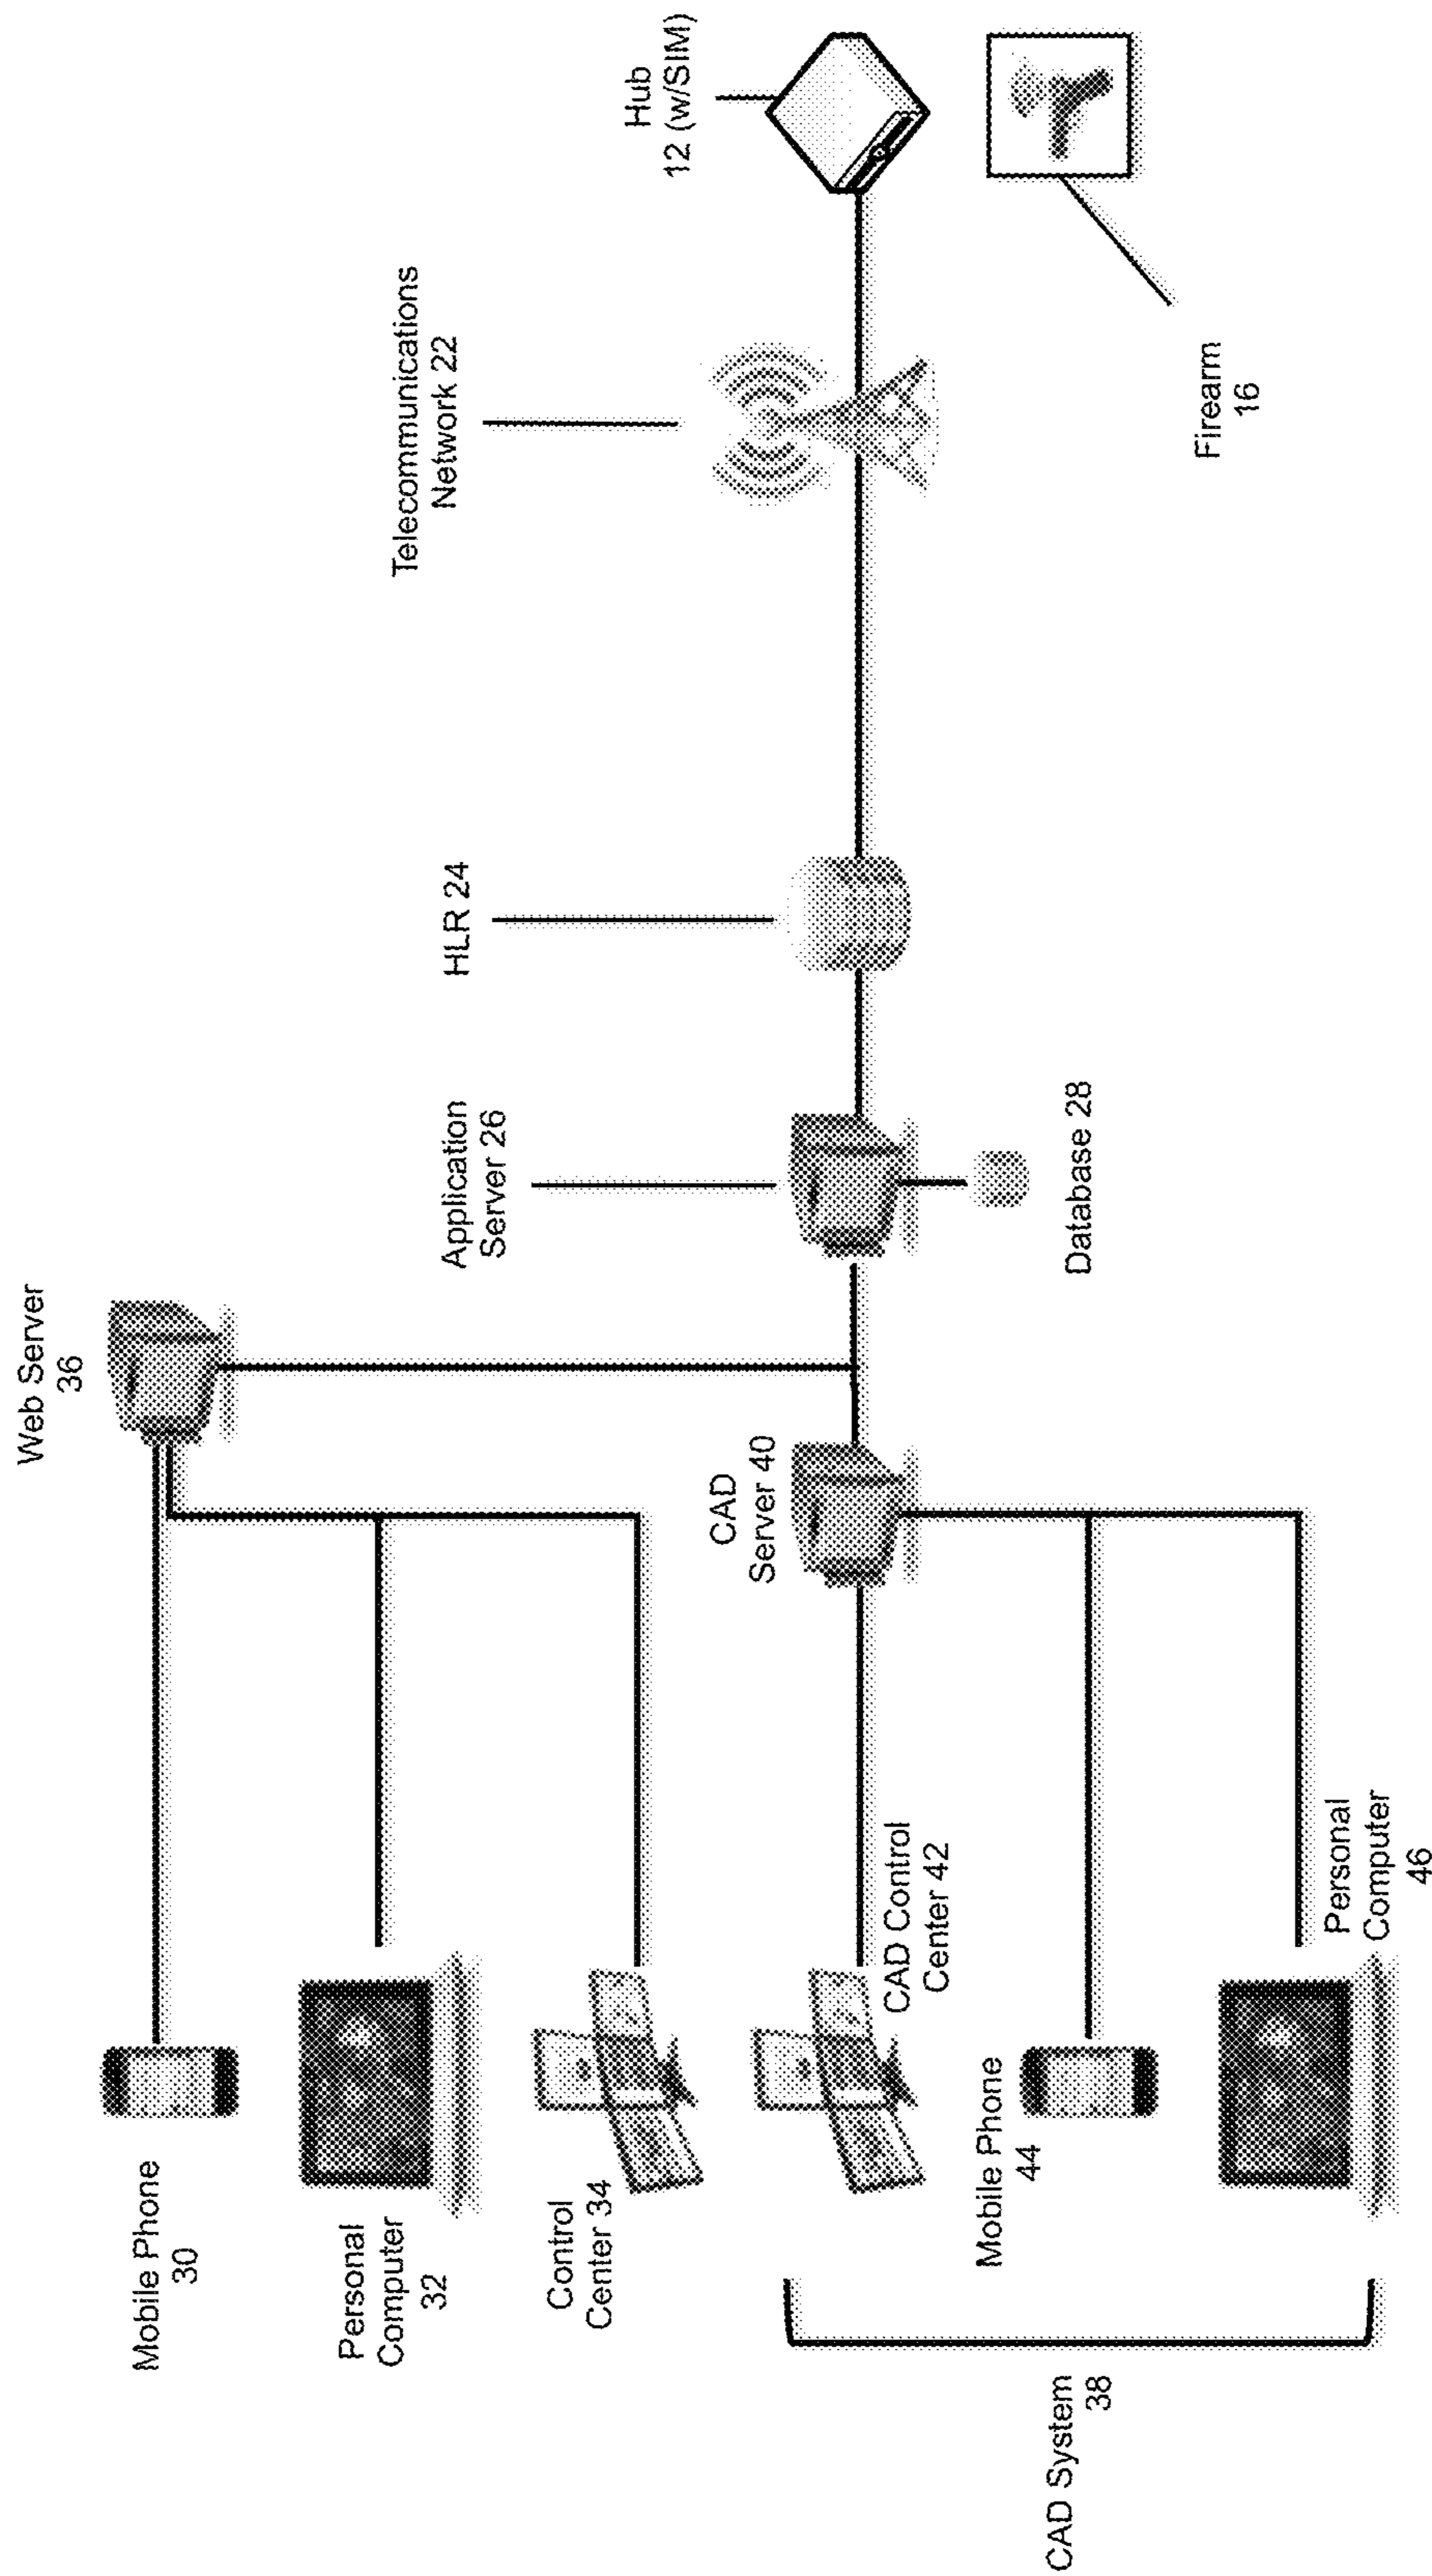 Mobile Phone
30
Personal
Computer
32
Control
Center 34
CAD System
38
Mobile Phone
44
CAD Control
Center 42
Personal
Computer
46
Web Server
36
CAD
Server 40
Application
Server 26
Database 28
HLR 24
Telecommunications
Network 22
Hub
12 (w/SIM)
Firearm
16